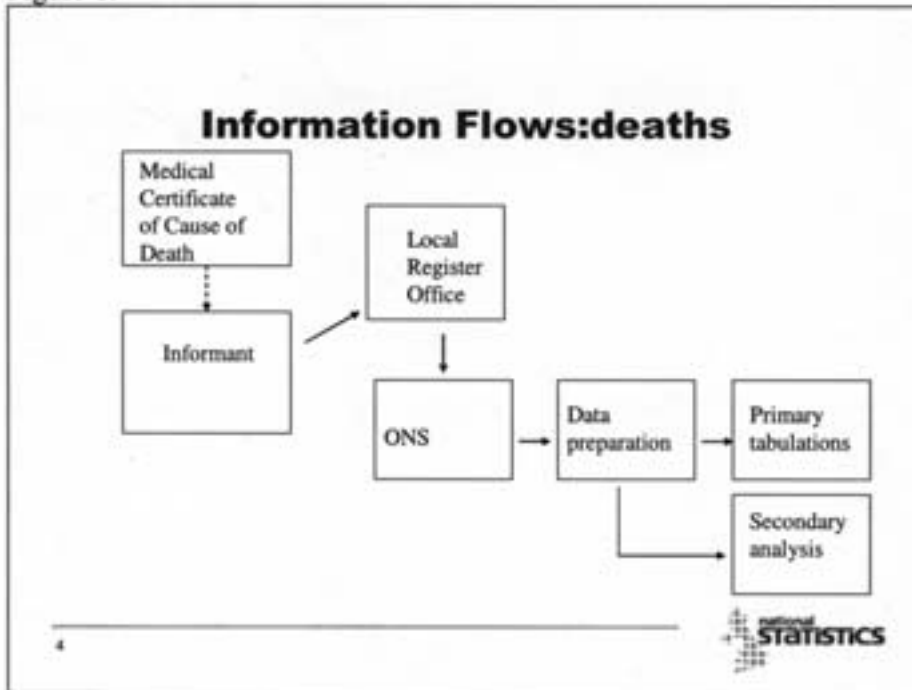 Information Flows:deaths
Medical
Certificate
of Cause of
Death
Local
Register
Office
Informant
ONS
Data
preparation
Primary
tabulations
Secondary
analysis
4
national
STATISTICS